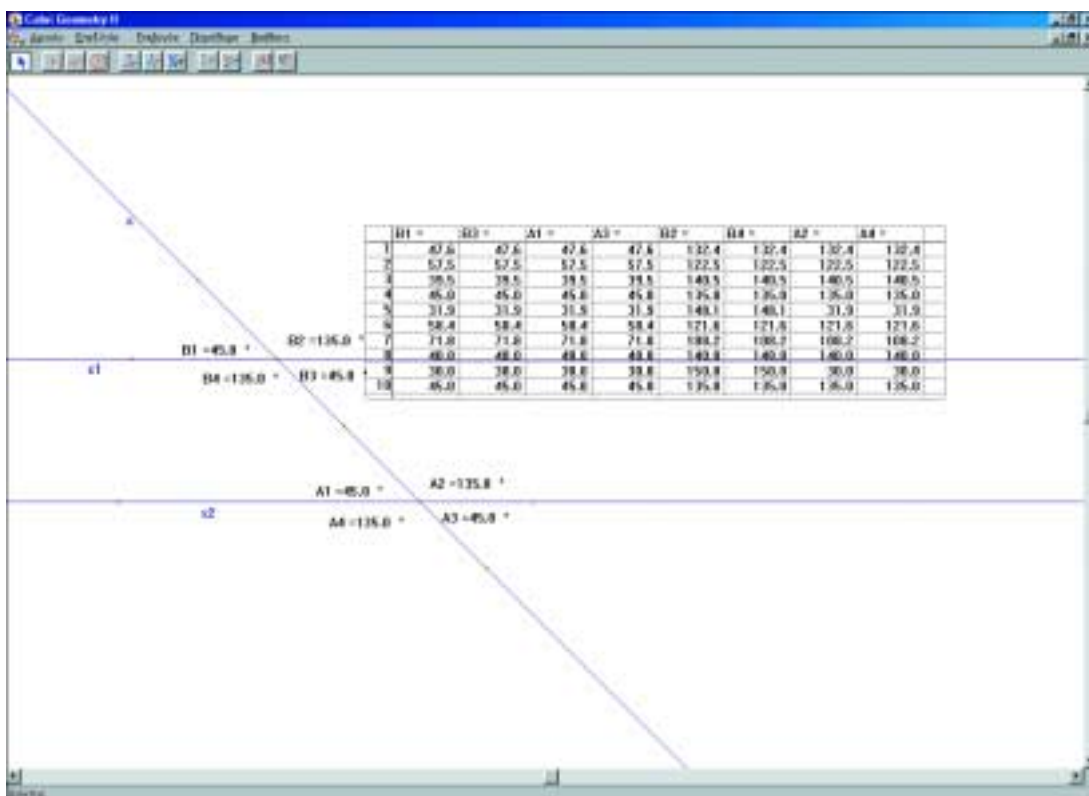 Cabri Geometry II
B1 = B3 = A1 = A3 = B2 = B4 = A2 = A4 =
1 47.6 47.6 47.6 47.6 132.4 132.4 132.4 132.4
2 57.5 57.5 57.5 57.5 122.5 122.5 122.5 122.5
3 39.5 39.5 39.5 39.5 140.5 140.5 140.5 140.5
4 45.0 45.0 45.0 45.0 135.0 135.0 135.0 135.0
5 31.9 31.9 31.9 31.9 148.1 148.1 31.9 31.9
6 58.4 58.4 58.4 58.4 121.6 121.6 121.6 121.6
7 71.8 71.8 71.8 71.8 108.2 108.2 108.2 108.2
8 40.0 40.0 40.0 40.0 140.0 140.0 140.0 140.0
9 30.0 30.0 30.0 30.0 150.0 150.0 30.0 30.0
10 45.0 45.0 45.0 45.0 135.0 135.0 135.0 135.0
B1 =45.0 °
B2 =135.0 °
ε1
B4 =135.0 °
B3 =45.0 °
A1 =45.0 °
A2 =135.0 °
ε2
A4 =135.0 °
A3 =45.0 °